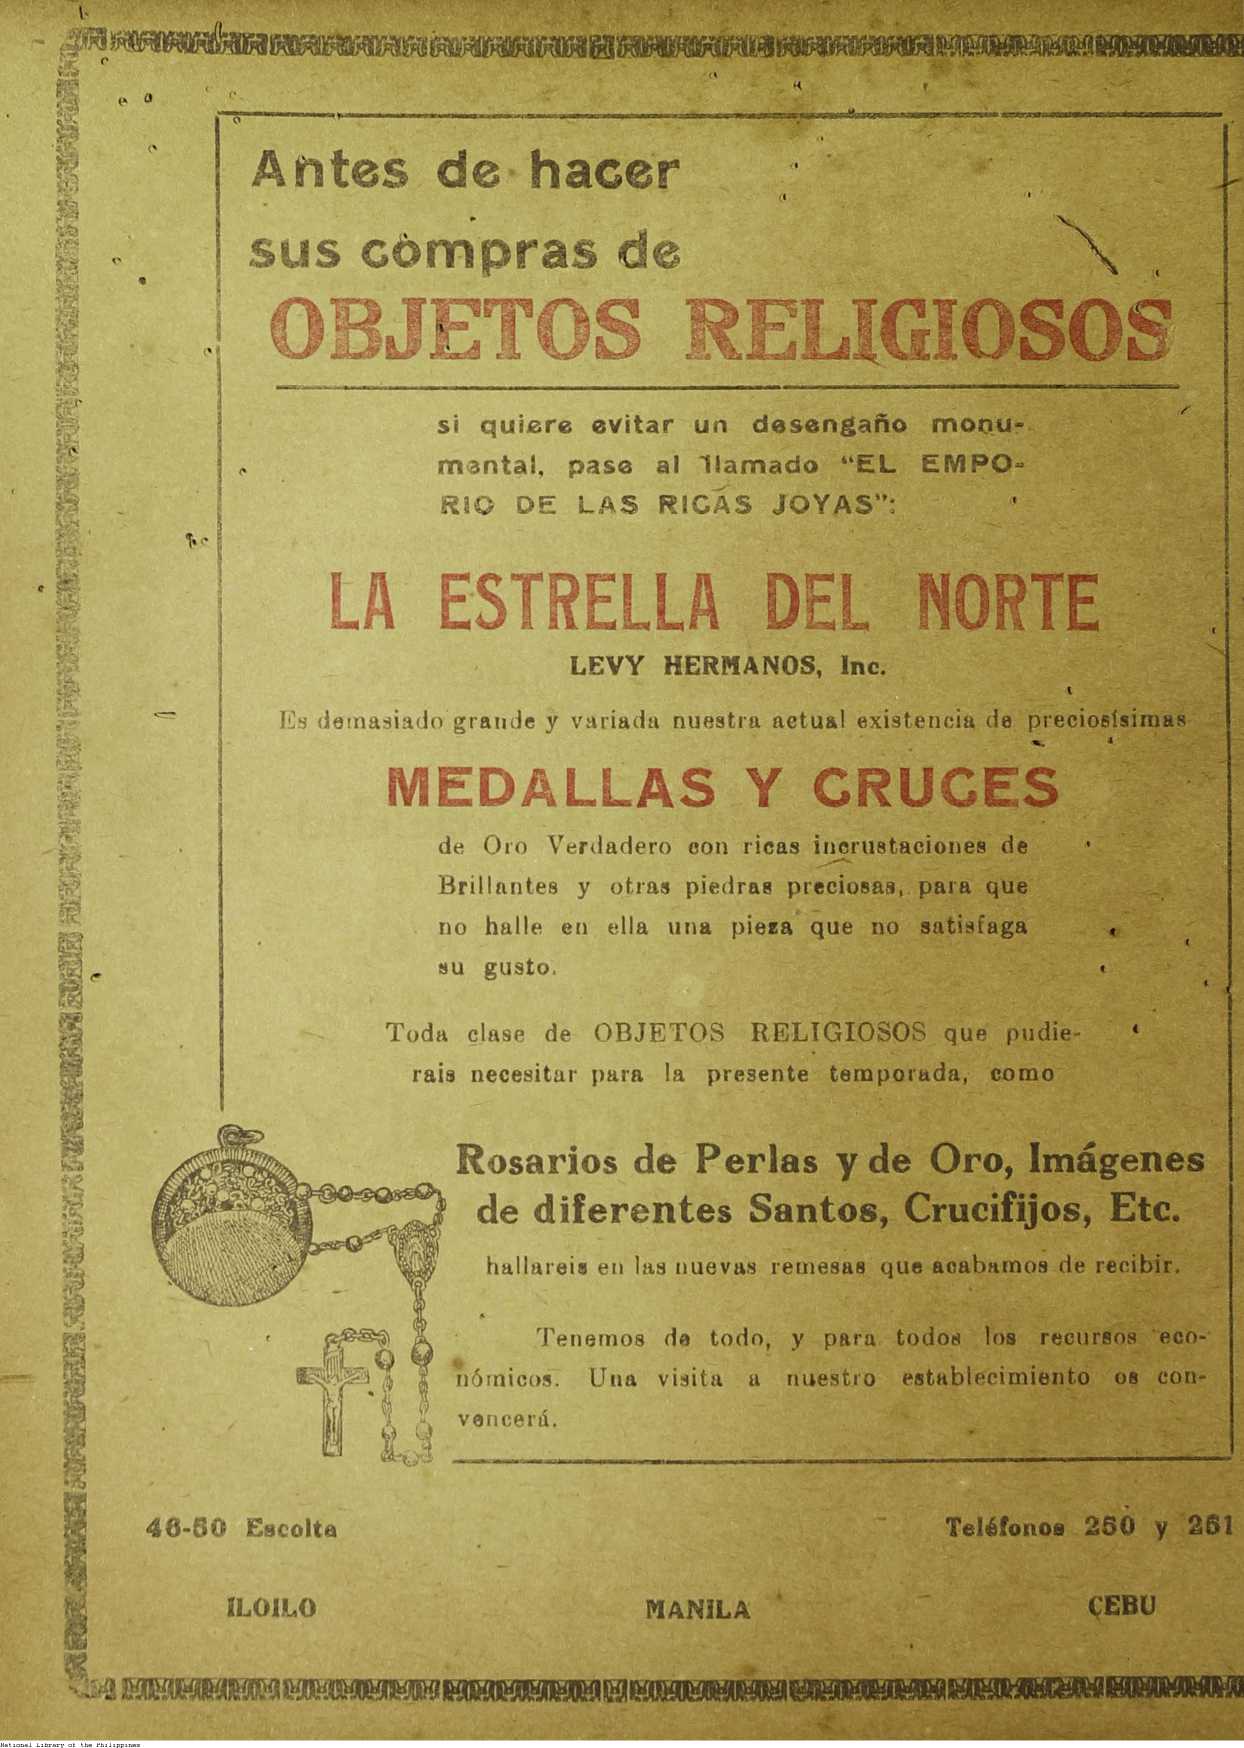 Antes de hacer
sus compras de
OBJETOS RELIGIOSOS
si quiere evitar un desengaño monu-
mental, pase al llamado “EL EMPO-
RIO DE LAS RICAS JOYAS”:
LA ESTRELLA DEL NORTE
LEVY HERMANOS, Inc.
Es demasiado grande y variada nuestra actual existencia de preciosísimas
MEDALLAS Y CRUCES
de Oro Verdadero con ricas incrustaciones de
Brillantes y otras piedras preciosas, para que
no halle en ella una pieza que no satisfaga
su gusto.
Toda clase de OBJETOS RELIGIOSOS que pudie-
rais necesitar para la presente temporada, como
Rosarios de Perlas y de Oro, Imágenes
de diferentes Santos, Crucifijos, Etc.
hallareis en las nuevas remesas que acabamos de recibir.
Tenemos de todo, y para todos los recursos eco-
nómicos. Una visita a nuestro establecimiento os con-
vencerá.
46-50 Escolta Teléfonos 250 y 251
ILOILO MANILA CEBU
National Library of the Philippines